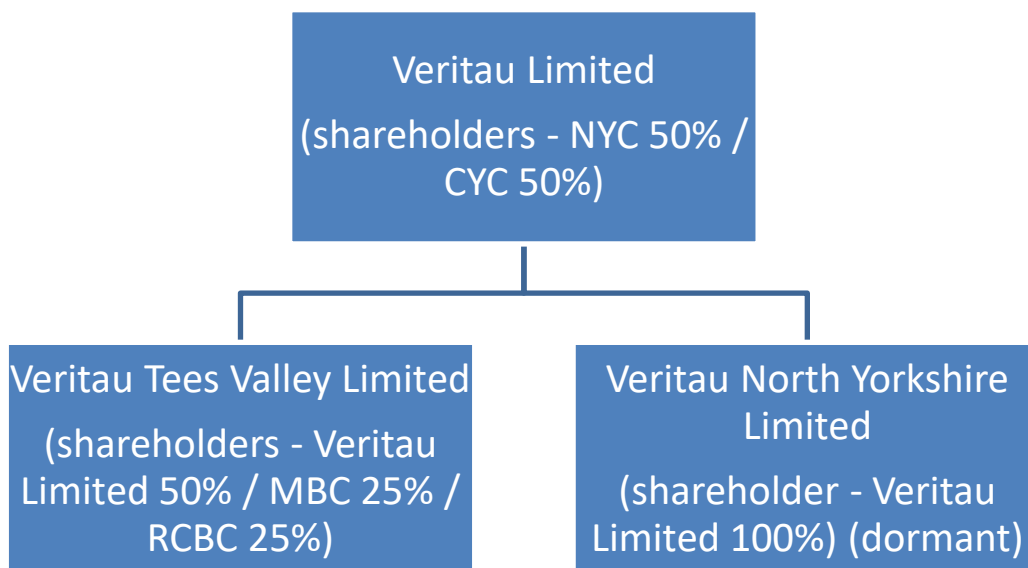 Veritau Limited
(shareholders - NYC 50% /
CYC 50%)
Veritau Tees Valley Limited
(shareholders - Veritau
Limited 50% / MBC 25% /
RCBC 25%)
Veritau North Yorkshire
Limited
(shareholder - Veritau
Limited 100%) (dormant)